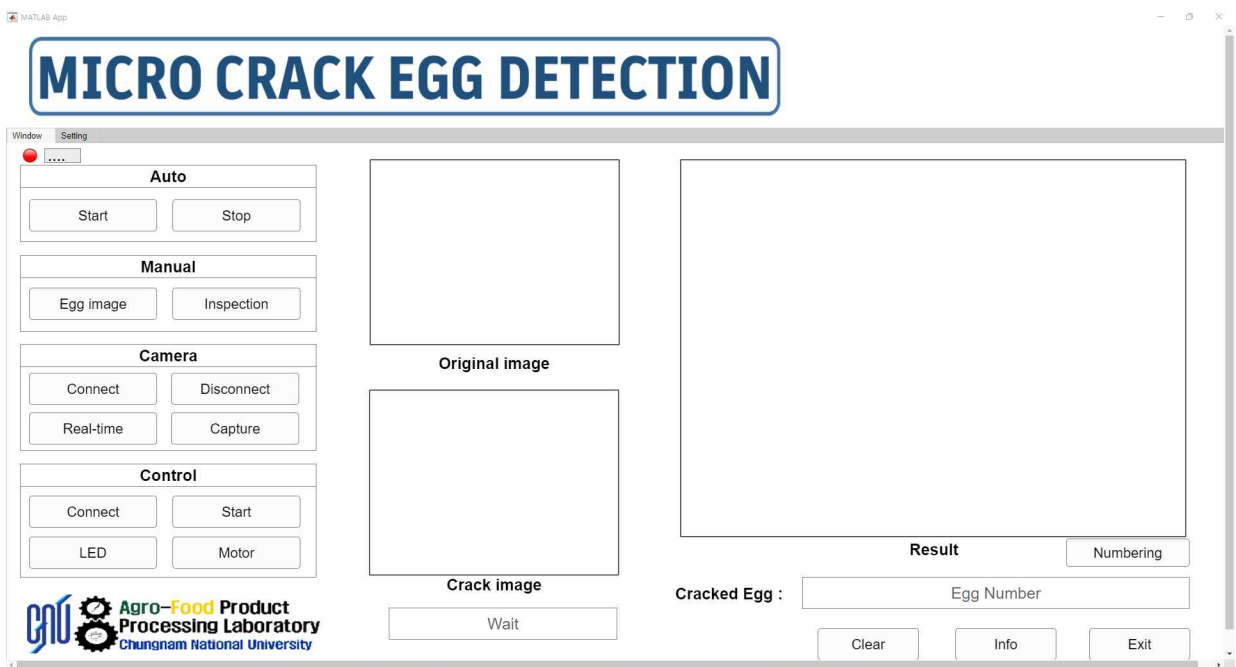 MATLAB App
MICRO CRACK EGG DETECTION
Window Setting
....
Auto
Start Stop
Manual
Egg image Inspection
Camera
Connect Disconnect
Real-time Capture
Control
Connect Start
LED Motor
CNU
Agro-Food Product
Processing Laboratory
Chungnam National University
Original image
Crack image
Wait
Result
Numbering
Cracked Egg : Egg Number
Clear Info Exit